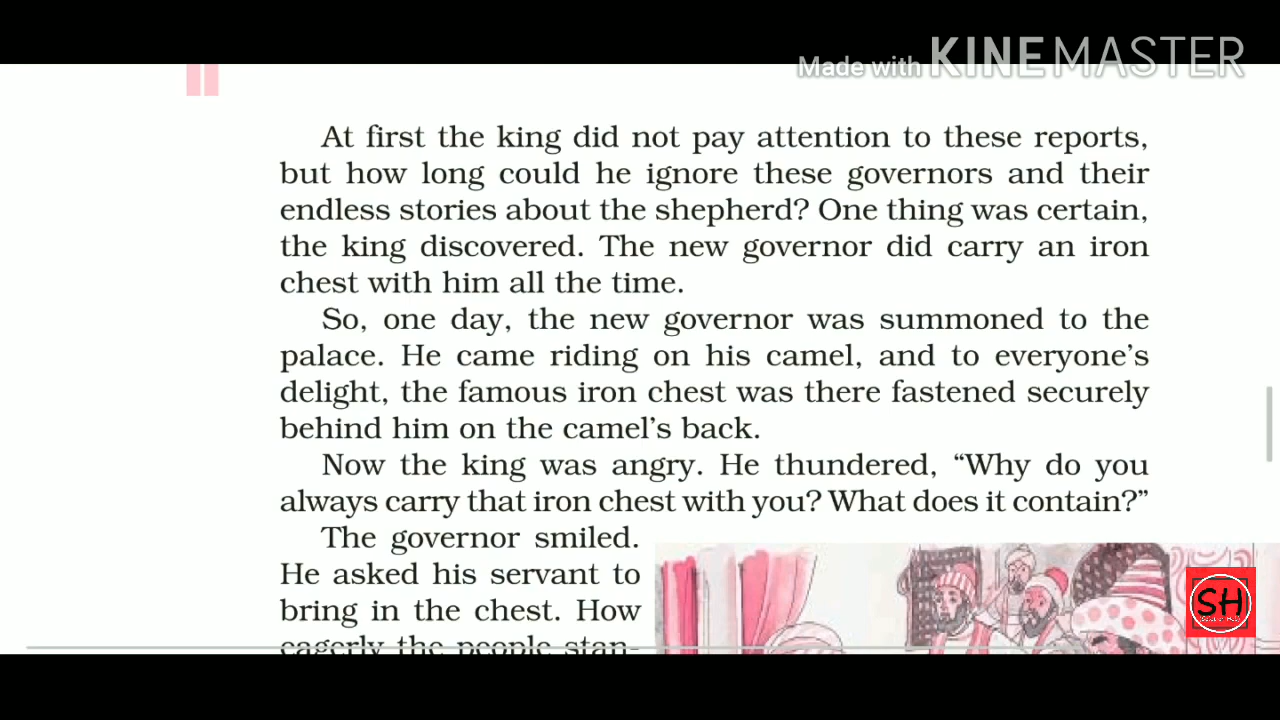 Made with KINEMASTER
At first the king did not pay attention to these reports,
but how long could he ignore these governors and their
endless stories about the shepherd? One thing was certain,
the king discovered. The new governor did carry an iron
chest with him all the time.
So, one day, the new governor was summoned to the
palace. He came riding on his camel, and to everyone’s
delight, the famous iron chest was there fastened securely
behind him on the camel’s back.
Now the king was angry. He thundered, “Why do you
always carry that iron chest with you? What does it contain?”
The governor smiled.
He asked his servant to
bring in the chest. How
eagerly the people stan-
SH